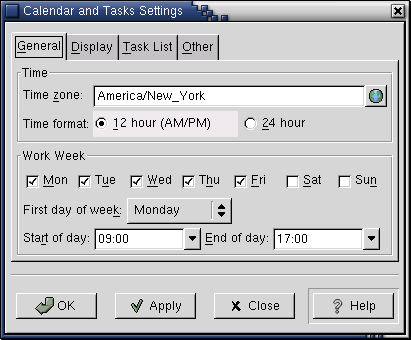 Calendar and Tasks Settings
General Display Task List Other
Time
Time zone: America/New_York
Time format: 12 hour (AM/PM) 24 hour
Work Week
Mon Tue Wed Thu Fri Sat Sun
First day of week: Monday
Start of day: 09:00 End of day: 17:00
OK Apply Close Help